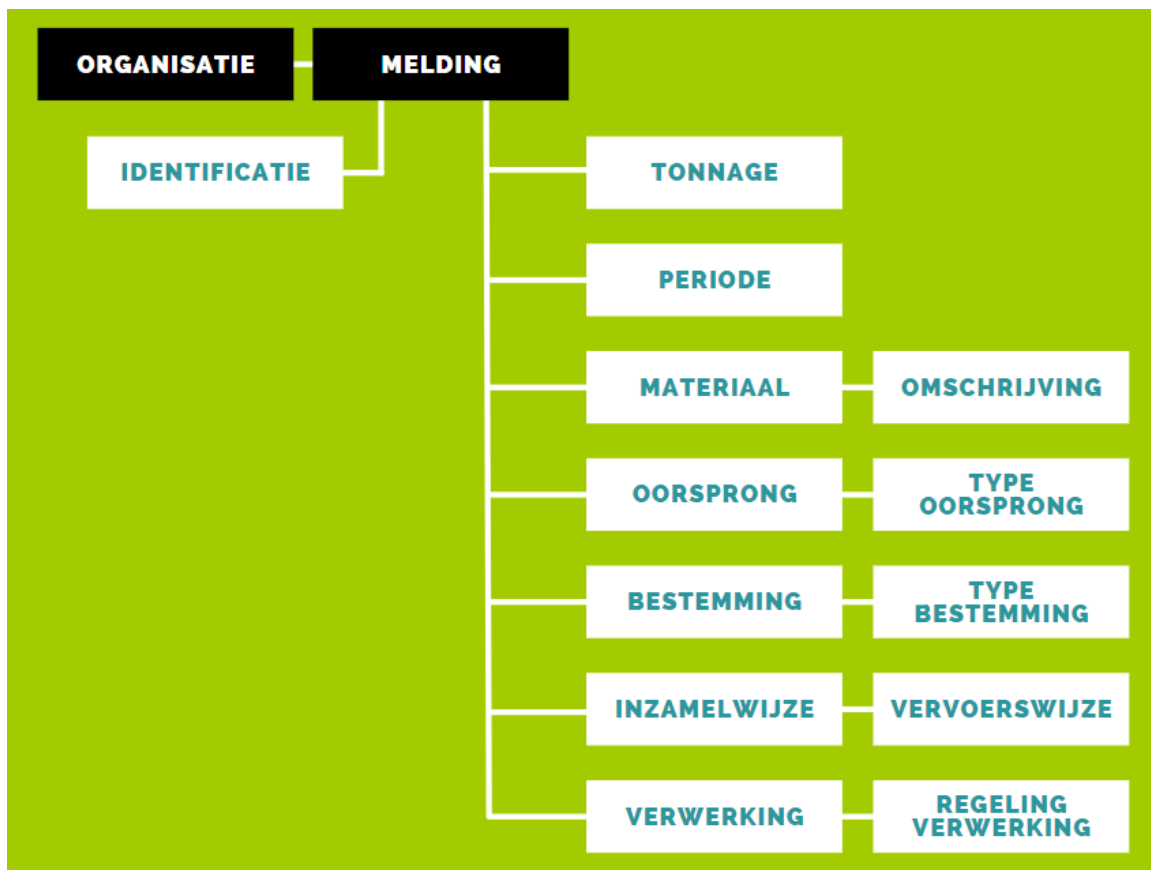 ORGANISATIE
MELDING
IDENTIFICATIE
TONNAGE
PERIODE
MATERIAAL
OMSCHRIJVING
OORSPRONG
TYPE
OORSPRONG
BESTEMMING
TYPE
BESTEMMING
INZAMELWIJZE
VERVOERSWIJZE
VERWERKING
REGELING
VERWERKING